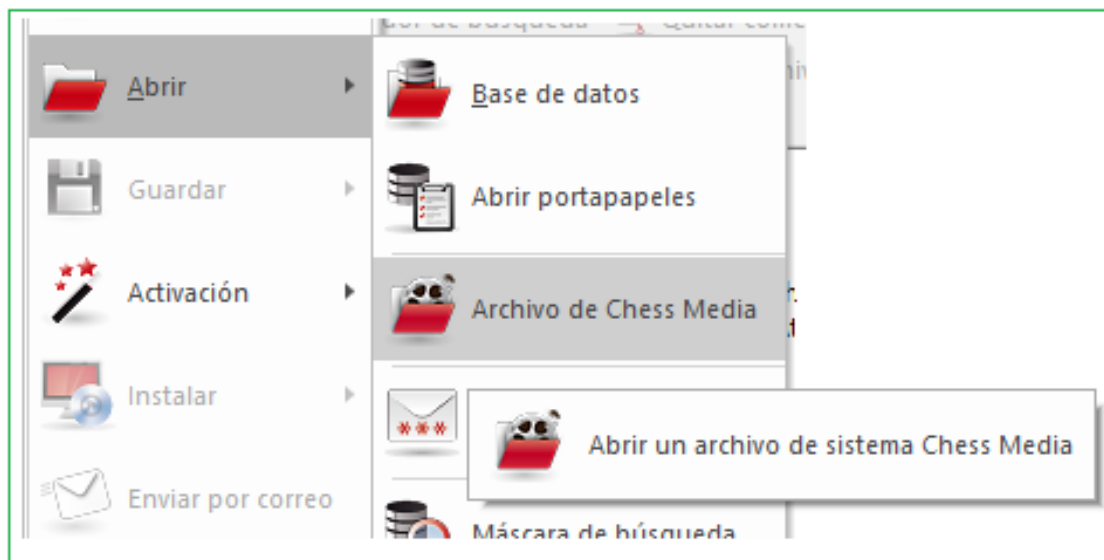 Quitar
Abrir
Base de datos
Guardar
Abrir portapapeles
Activación
Archivo de Chess Media
Instalar
***
Abrir un archivo de sistema Chess Media
Enviar por correo
Máscara de búsqueda